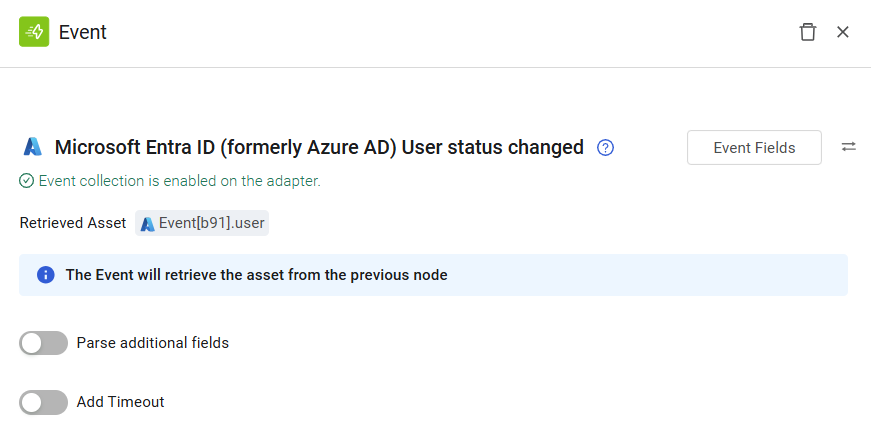 Event
Microsoft Entra ID (formerly Azure AD) User status changed
Event Fields
Event collection is enabled on the adapter.
Retrieved Asset Event[b91].user
The Event will retrieve the asset from the previous node
Parse additional fields
Add Timeout